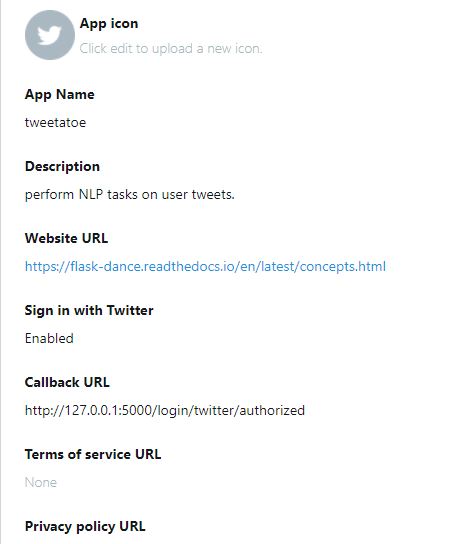 App icon
Click edit to upload a new icon.
App Name
tweetatoe
Description
perform NLP tasks on user tweets.
Website URL
https://flask-dance.readthedocs.io/en/latest/concepts.html
Sign in with Twitter
Enabled
Callback URL
http://127.0.0.1:5000/login/twitter/authorized
Terms of service URL
None
Privacy policy URL